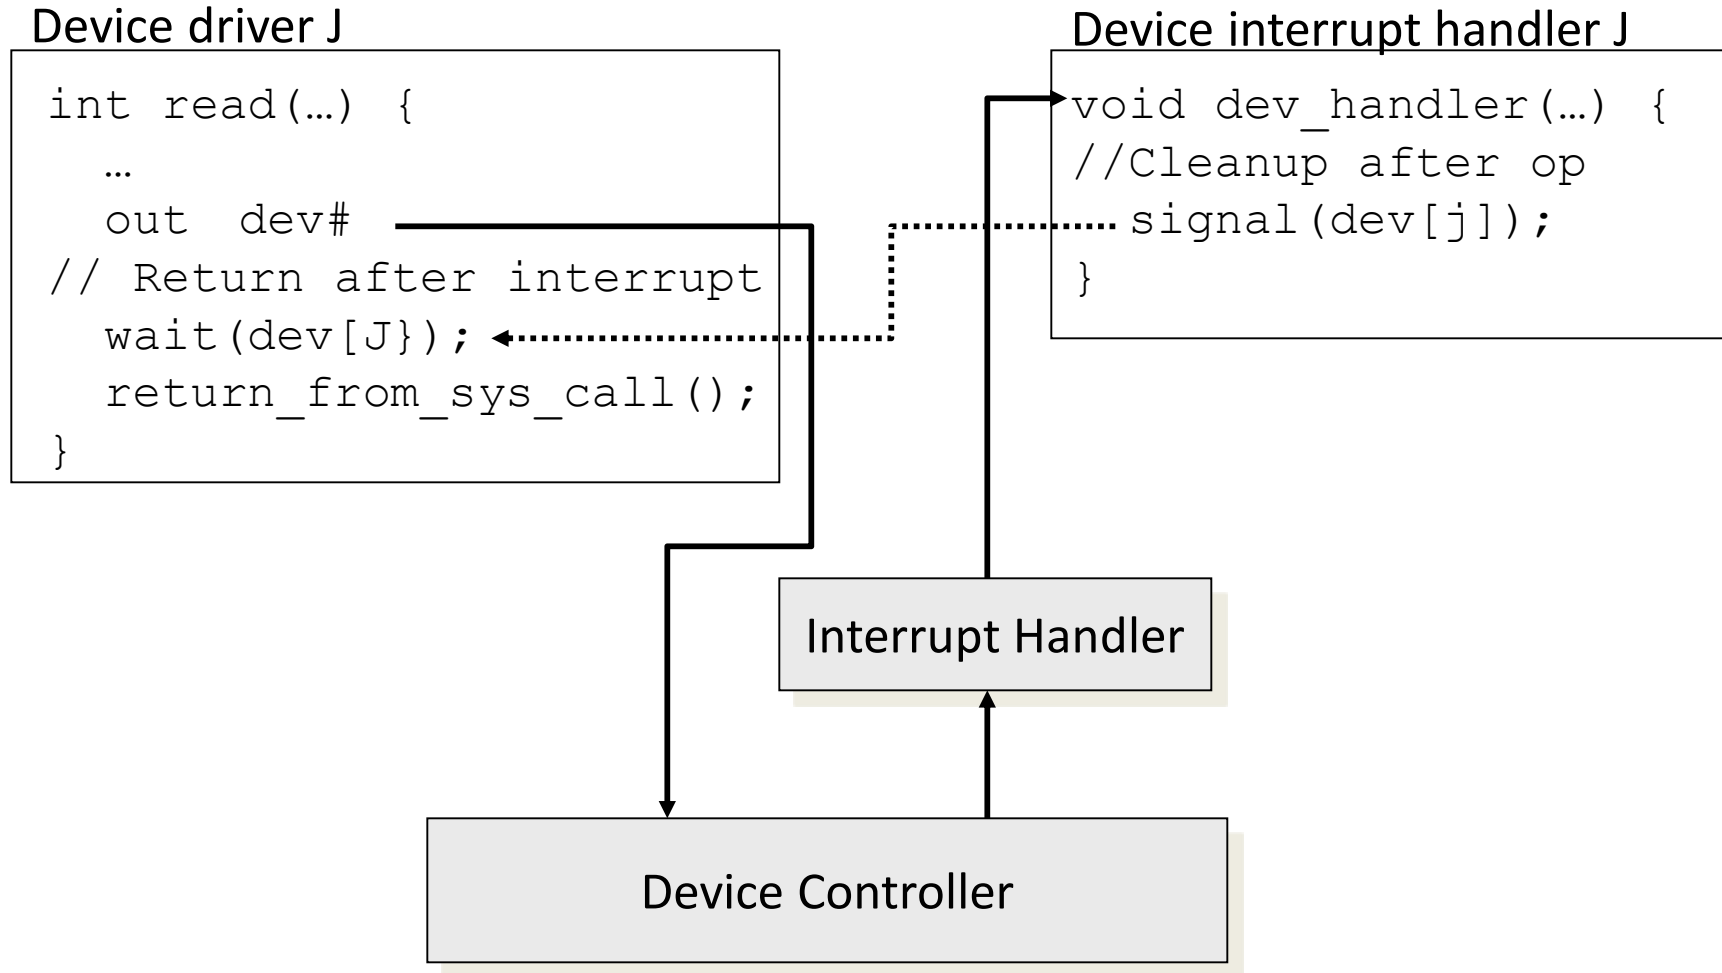 Device driver J
int read(…) {
…
out dev#
// Return after interrupt
wait(dev[J});
return_from_sys_call();
}
Device interrupt handler J
void dev_handler(…) {
//Cleanup after op
signal(dev[j]);
}
Interrupt Handler
Device Controller